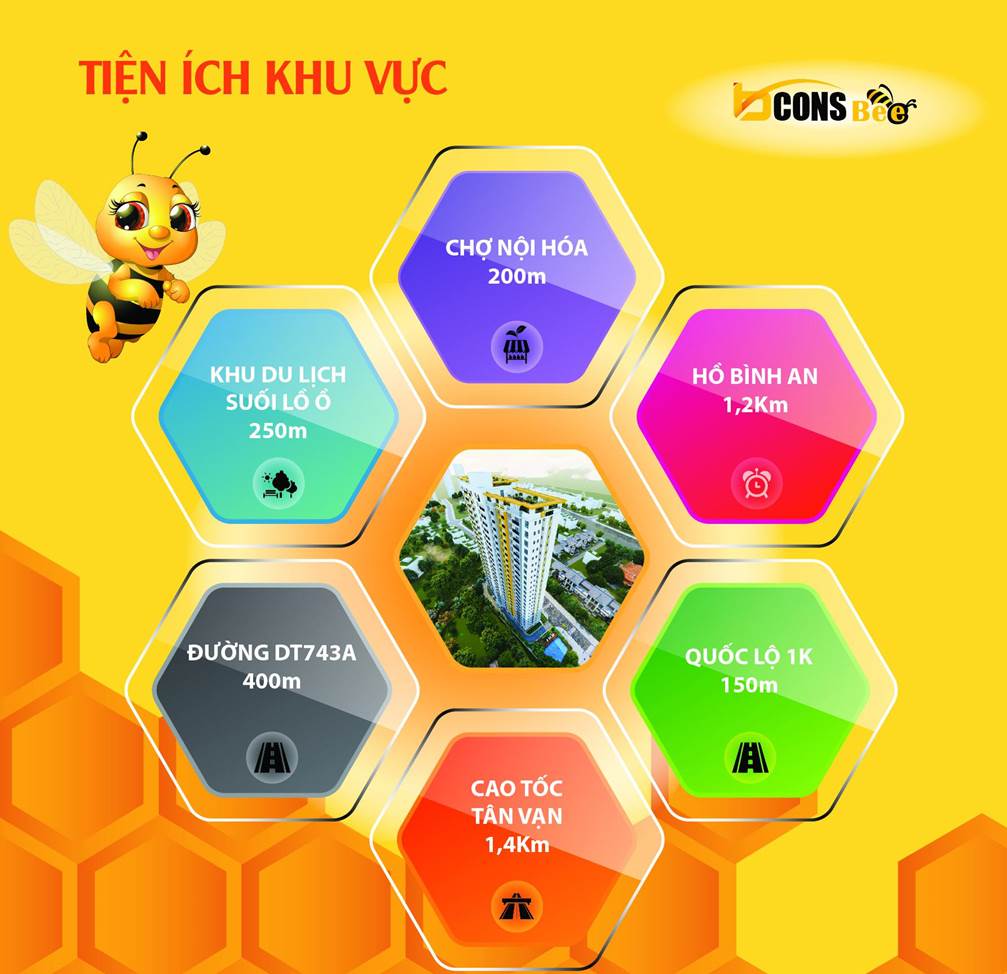 TIỆN ÍCH KHU VỰC
bCONS Bee
CHỢ NỘI HÓA
200m
KHU DU LỊCH
SUỐI LỒ Ồ
250m
HỒ BÌNH AN
1,2Km
ĐƯỜNG DT743A
400m
QUỐC LỘ 1K
150m
CAO TỐC
TÂN VẠN
1,4Km